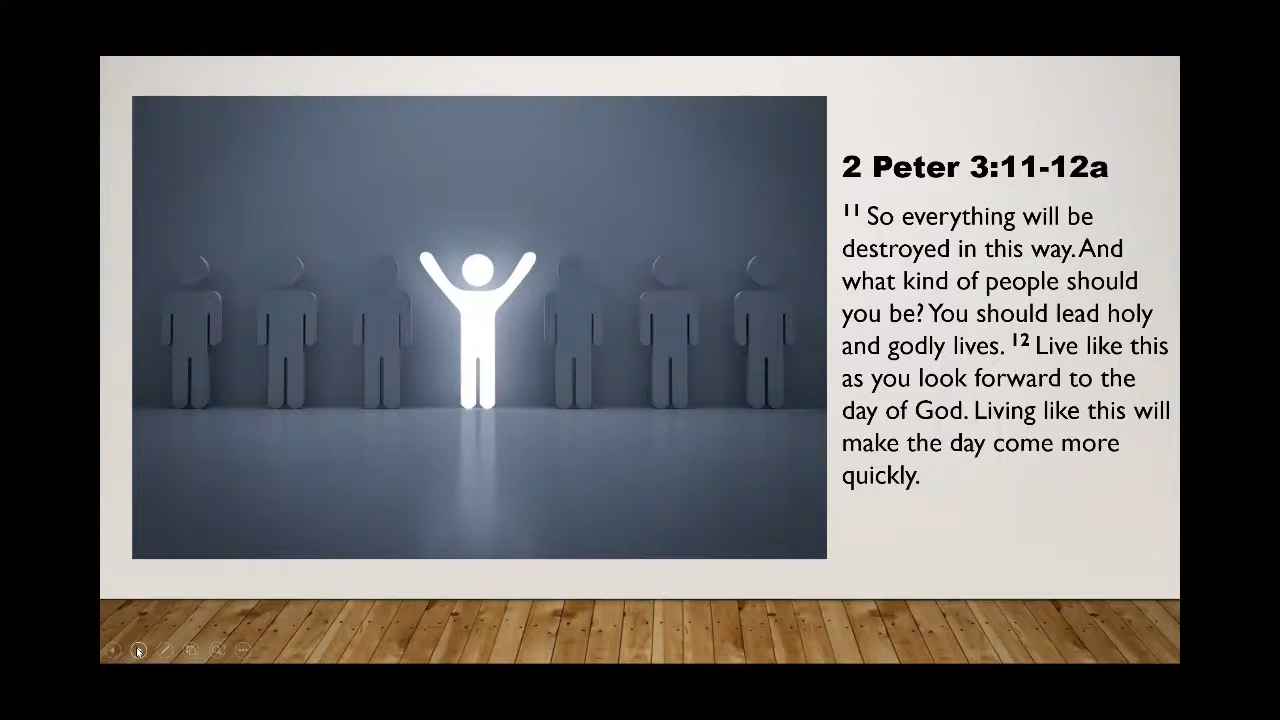 2 Peter 3:11-12a
11 So everything will be
destroyed in this way. And
what kind of people should
you be? You should lead holy
and godly lives. 12 Live like this
as you look forward to the
day of God. Living like this will
make the day come more
quickly.